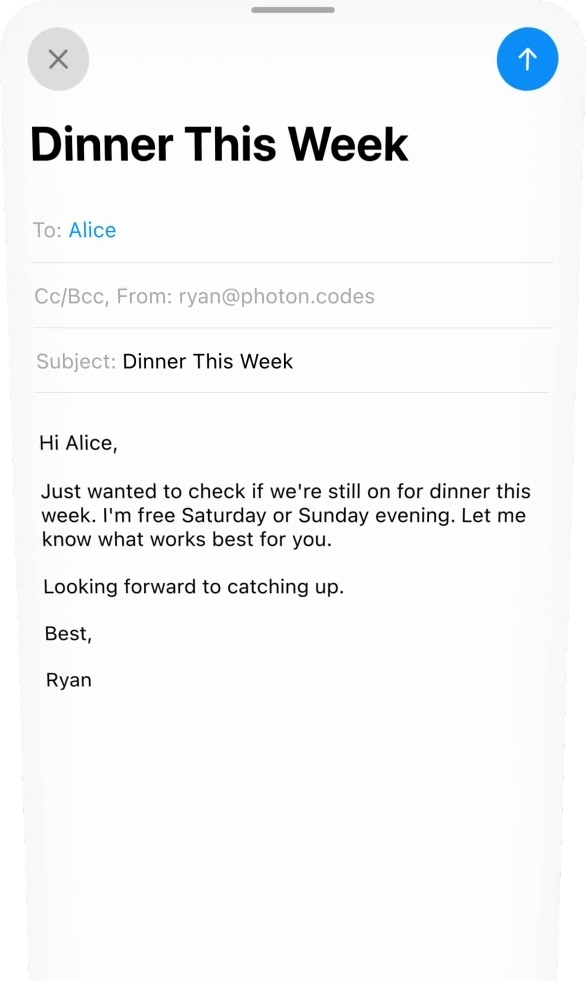 Dinner This Week
To: Alice
Cc/Bcc, From: ryan@photon.codes
Subject: Dinner This Week
Hi Alice,
Just wanted to check if we're still on for dinner this
week. I'm free Saturday or Sunday evening. Let me
know what works best for you.
Looking forward to catching up.
Best,
Ryan